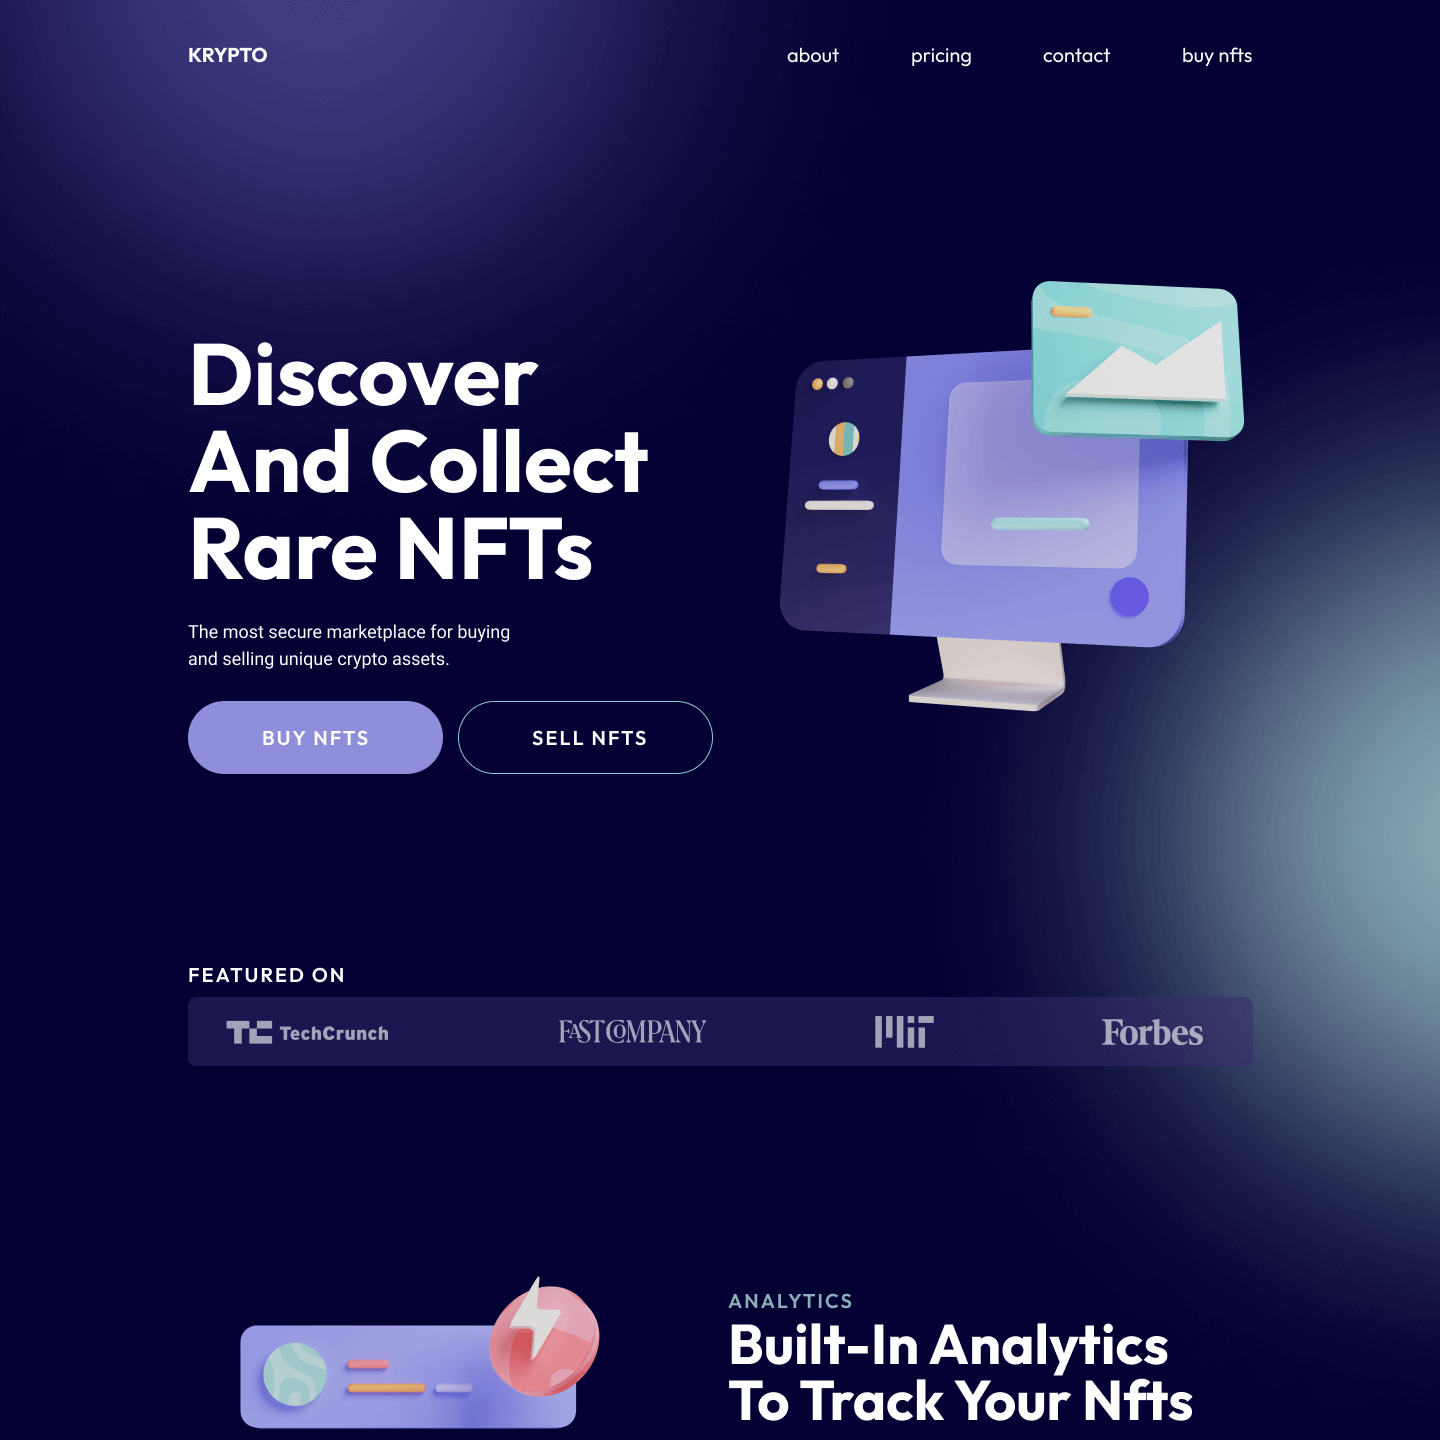 KRYPTO
about
pricing
contact
buy nfts
Discover
And Collect
Rare NFTs
The most secure marketplace for buying
and selling unique crypto assets.
BUY NFTS
SELL NFTS
FEATURED ON
TC TechCrunch
FAST COMPANY
MIT
Forbes
ANALYTICS
Built-In Analytics
To Track Your Nfts